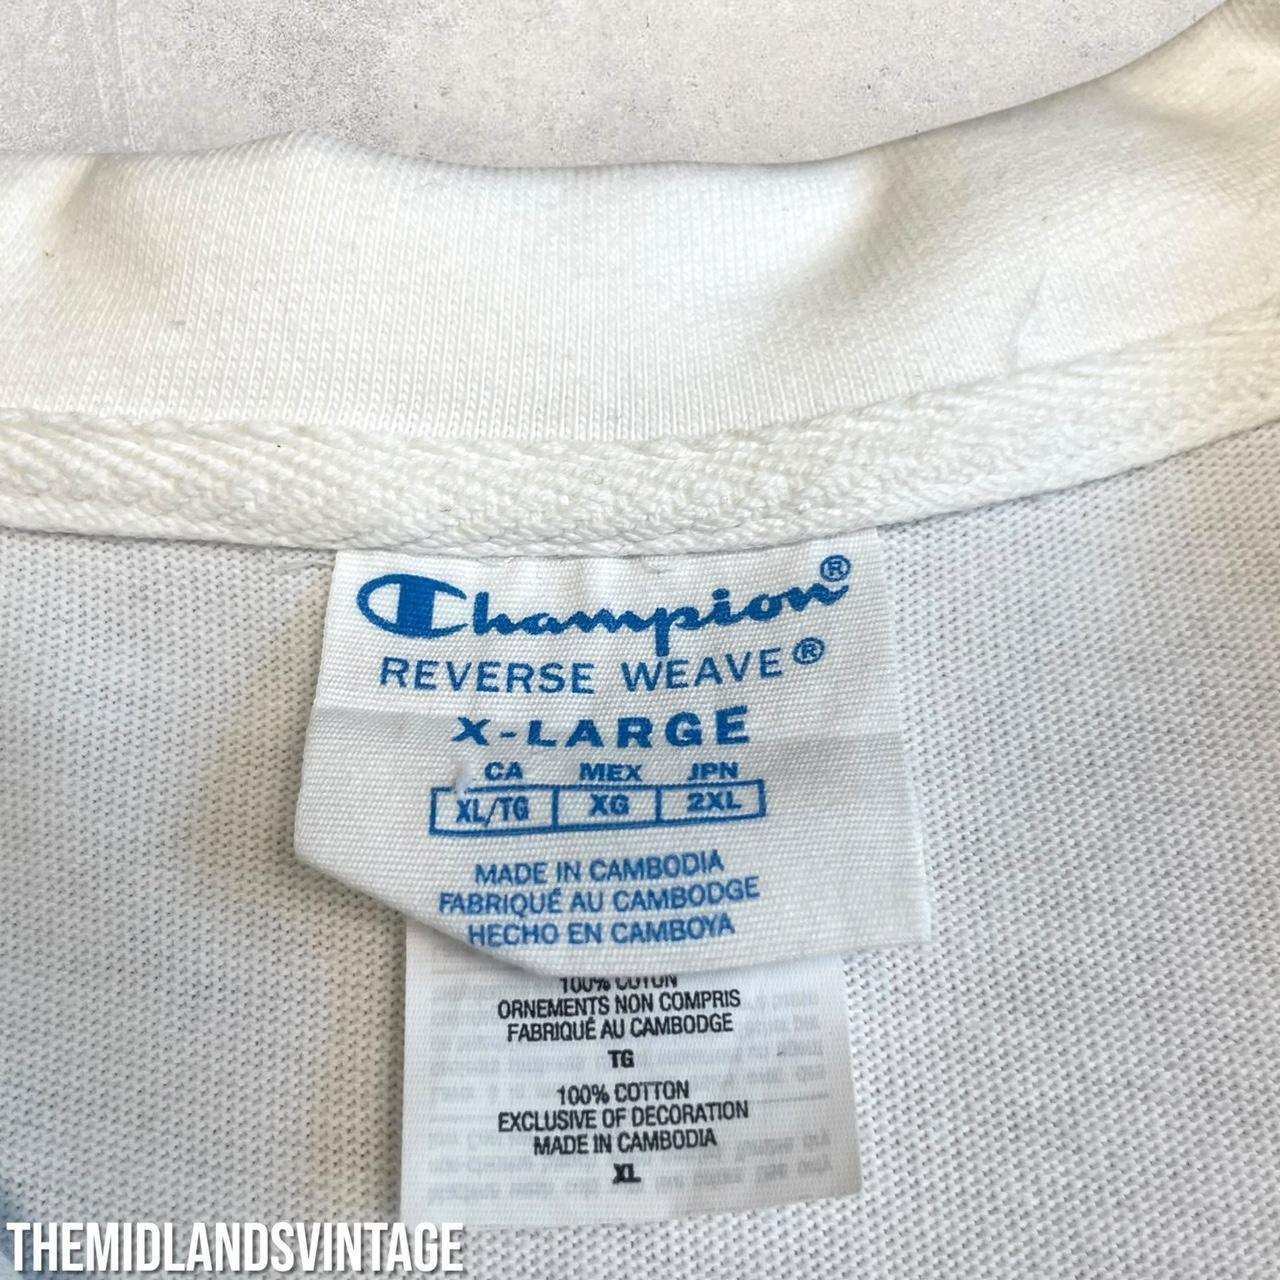 Champion®
REVERSE WEAVE®
X-LARGE
CA MEX JPN
XL/TG XG 2XL
MADE IN CAMBODIA
FABRIQUÉ AU CAMBODGE
HECHO EN CAMBOYA
100% COTON
ORNEMENTS NON COMPRIS
FABRIQUÉ AU CAMBODGE
TG
100% COTTON
EXCLUSIVE OF DECORATION
MADE IN CAMBODIA
XL
THEMIDLANDSVINTAGE